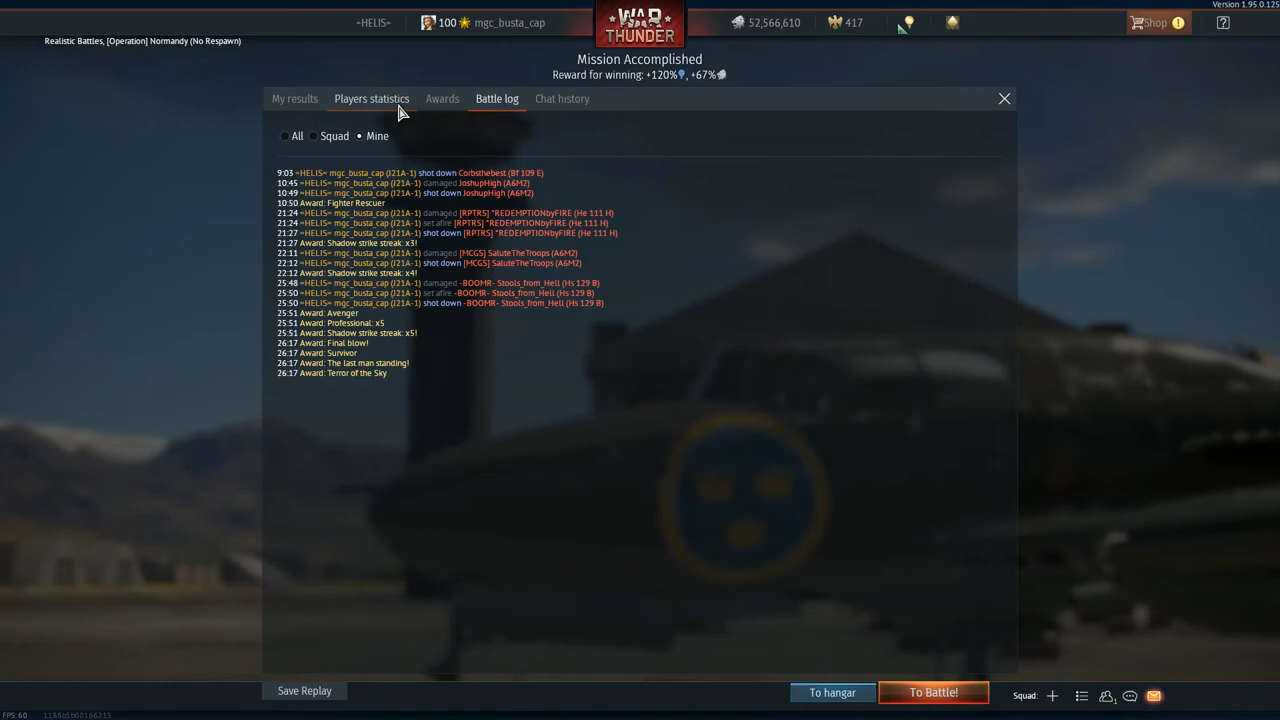 Version 1.95.0.125
=HELIS= 100 mgc_busta_cap
WAR THUNDER
52,566,610 417 Shop
Realistic Battles, [Operation] Normandy (No Respawn)
Mission Accomplished
Reward for winning: +120%, +67%
My results Players statistics Awards Battle log Chat history
All Squad Mine
9:03 =HELIS= mgc_busta_cap (J21A-1) shot down Corbsthebest (Bf 109 E)
10:45 =HELIS= mgc_busta_cap (J21A-1) damaged JoshupHigh (A6M2)
10:49 =HELIS= mgc_busta_cap (J21A-1) shot down JoshupHigh (A6M2)
10:50 Award: Fighter Rescuer
21:24 =HELIS= mgc_busta_cap (J21A-1) damaged [RPTRS] *REDEMPTIONbyFIRE (He 111 H)
21:24 =HELIS= mgc_busta_cap (J21A-1) set afire [RPTRS] *REDEMPTIONbyFIRE (He 111 H)
21:27 =HELIS= mgc_busta_cap (J21A-1) shot down [RPTRS] *REDEMPTIONbyFIRE (He 111 H)
21:27 Award: Shadow strike streak: x3!
22:11 =HELIS= mgc_busta_cap (J21A-1) damaged [MCGS] SaluteTheTroops (A6M2)
22:12 =HELIS= mgc_busta_cap (J21A-1) shot down [MCGS] SaluteTheTroops (A6M2)
22:12 Award: Shadow strike streak: x4!
25:48 =HELIS= mgc_busta_cap (J21A-1) damaged -BOOMR- Stools_from_Hell (Hs 129 B)
25:50 =HELIS= mgc_busta_cap (J21A-1) set afire -BOOMR- Stools_from_Hell (Hs 129 B)
25:50 =HELIS= mgc_busta_cap (J21A-1) shot down -BOOMR- Stools_from_Hell (Hs 129 B)
25:51 Award: Avenger
25:51 Award: Professional: x5
25:51 Award: Shadow strike streak: x5!
26:17 Award: Final blow!
26:17 Award: Survivor
26:17 Award: The last man standing!
26:17 Award: Terror of the Sky
Save Replay To hangar To Battle! Squad: 1
FPS: 60